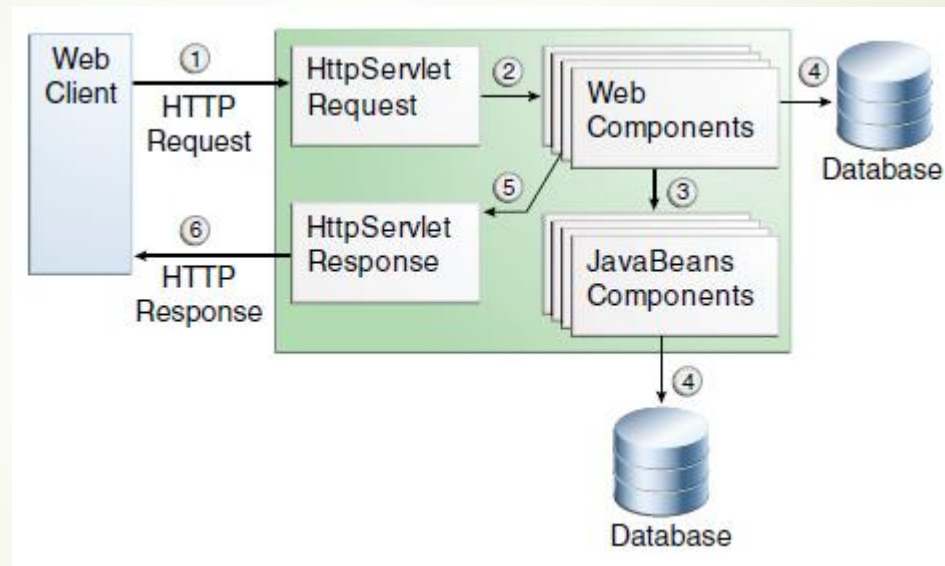 Web
Client
1
HTTP
Request
HttpServlet
Request
2
Web
Components
4
Database
3
5
HttpServlet
Response
6
HTTP
Response
JavaBeans
Components
4
Database